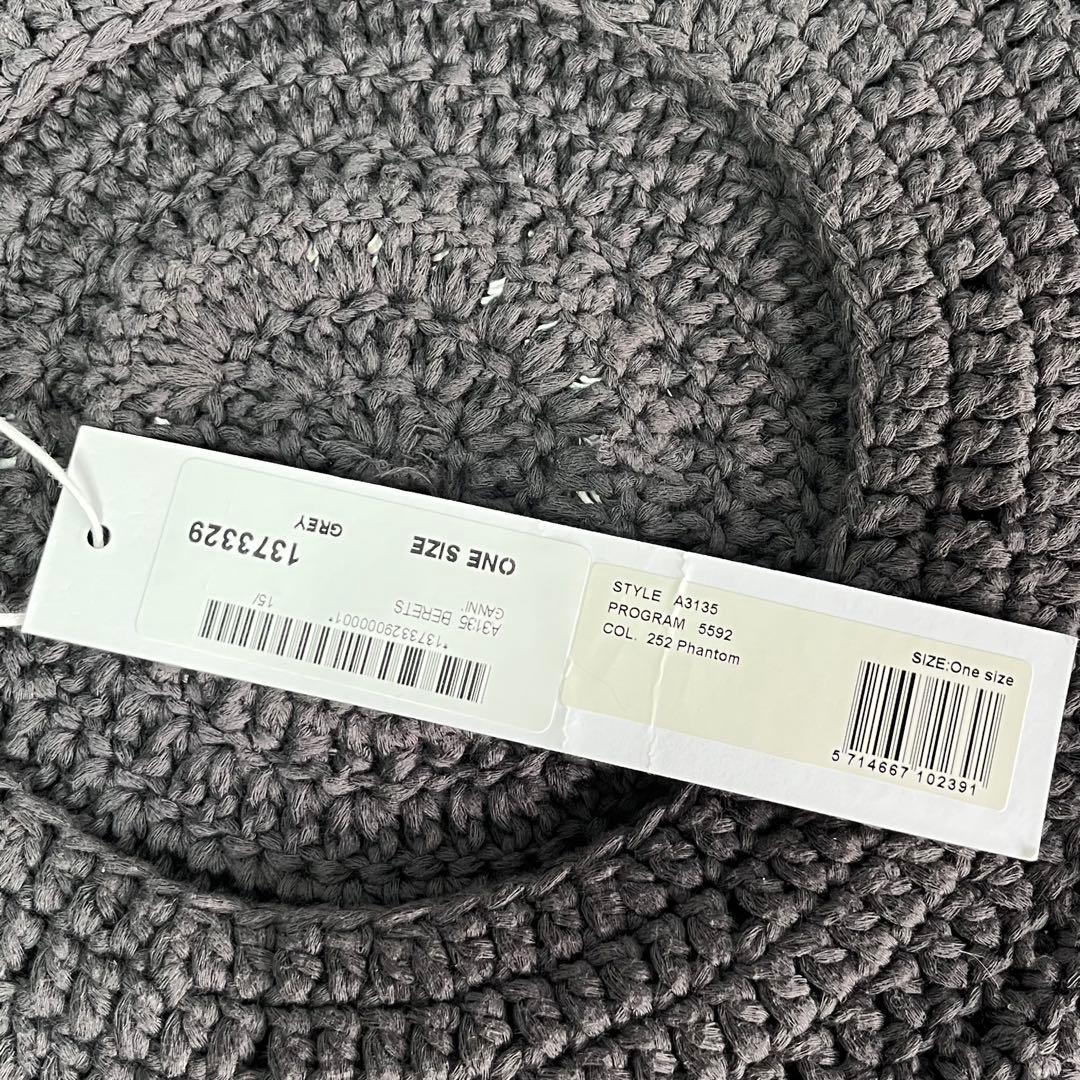 1373329
GREY
ONE SIZE
GANNI
A3135 BERETS
15/
*1373329000001*
STYLE A3135
PROGRAM 5592
COL. 252 Phantom
SIZE:One size
5 714667 102391